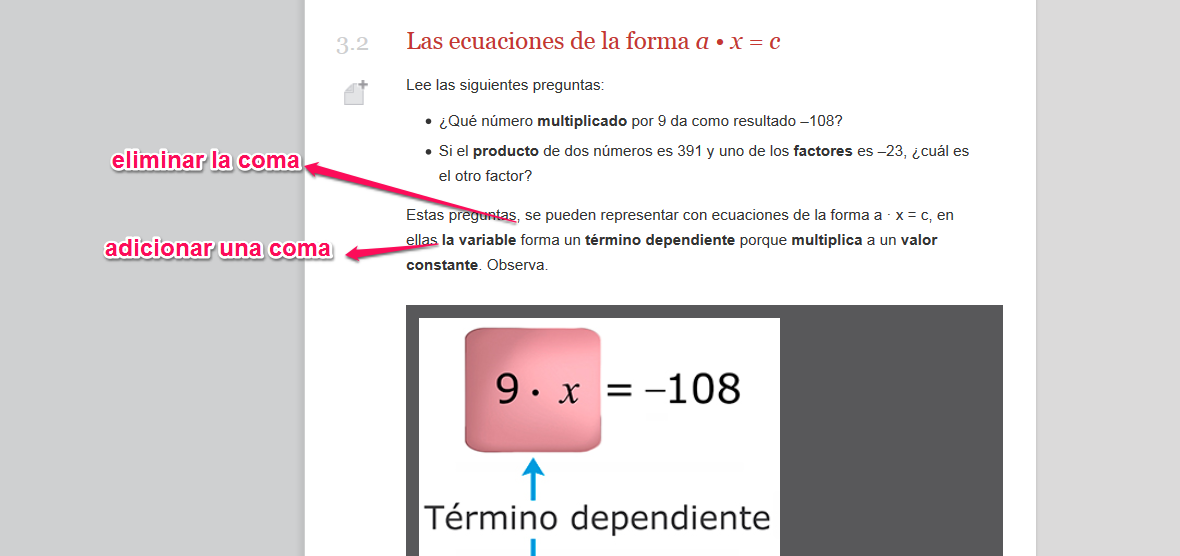 3.2 Las ecuaciones de la forma a • x = c
Lee las siguientes preguntas:
• ¿Qué número multiplicado por 9 da como resultado –108?
• Si el producto de dos números es 391 y uno de los factores es –23, ¿cuál es
el otro factor?
eliminar la coma
Estas preguntas, se pueden representar con ecuaciones de la forma a · x = c, en
ellas la variable forma un término dependiente porque multiplica a un valor
constante. Observa.
adicionar una coma
9 · x = –108
Término dependiente